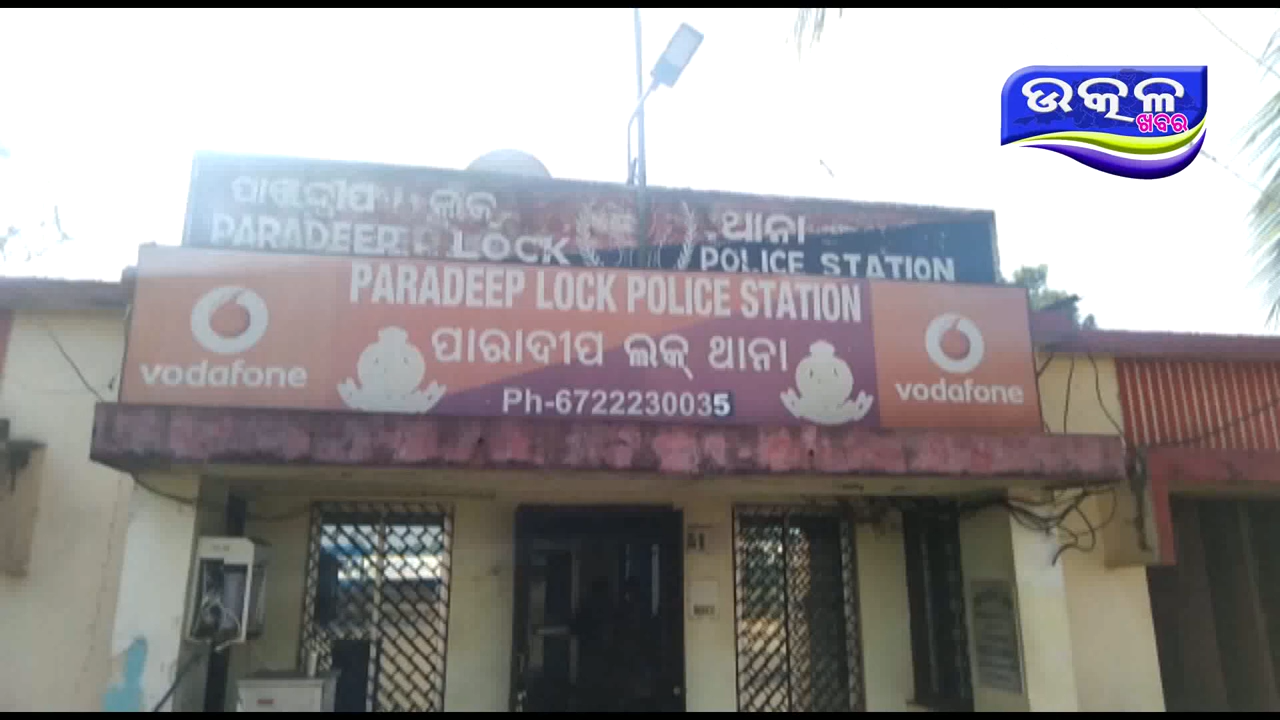 ଉତ୍କଳ
ଖବର
ପାରାଦୀପ ଲକ୍ ଥାନା
PARADEEP LOCK POLICE STATION
PARADEEP LOCK POLICE STATION
ପାରାଦୀପ ଲକ୍ ଥାନା
Ph-6722230035
vodafone
vodafone